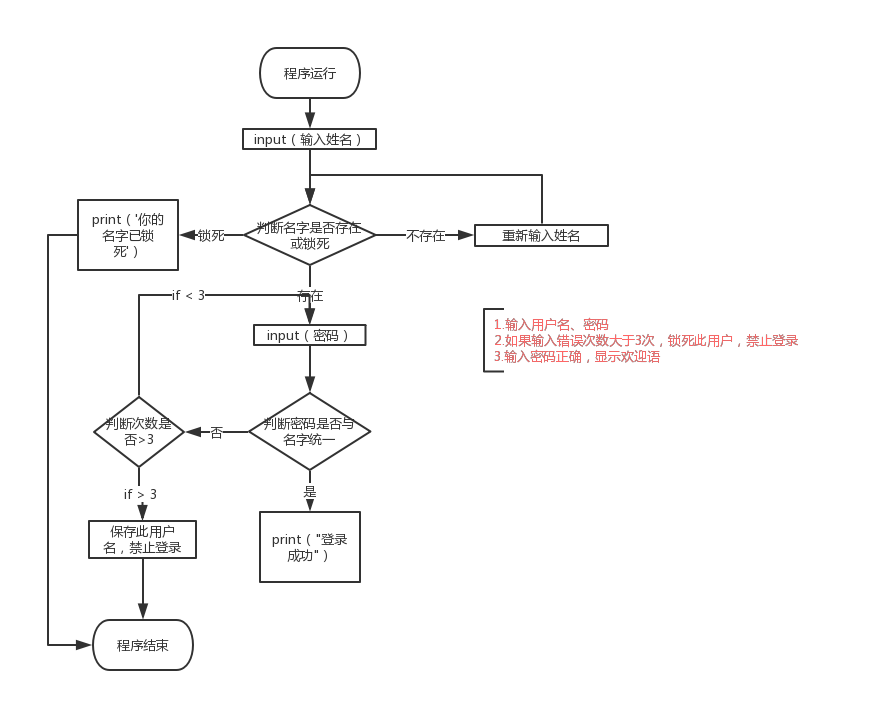 程序运行
input（输入姓名）
print（'你的
名字已锁
死'）
锁死
判断名字是否存在
或锁死
不存在
重新输入姓名
if < 3
存在
input（密码）
1.输入用户名、密码
2.如果输入错误次数大于3次，锁死此用户，禁止登录
3.输入密码正确，显示欢迎语
判断次数是
否>3
否
判断密码是否与
名字统一
if > 3
是
保存此用户
名，禁止登录
print（"登录
成功"）
程序结束